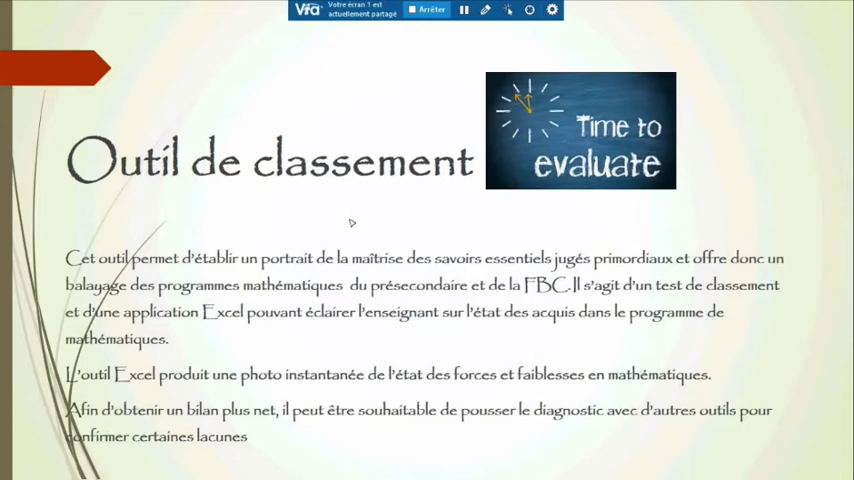 Vía
Votre écran 1 est
actuellement partagé
Arrêter
Time to
evaluate
Outil de classement
Cet outil permet d'établir un portrait de la maîtrise des savoirs essentiels jugés primordiaux et offre donc un
balayage des programmes mathématiques du présecondaire et de la FBC. Il s'agit d'un test de classement
et d'une application Excel pouvant éclairer l'enseignant sur l'état des acquis dans le programme de
mathématiques.
L'outil Excel produit une photo instantanée de l'état des forces et faiblesses en mathématiques.
Afin d'obtenir un bilan plus net, il peut être souhaitable de pousser le diagnostic avec d'autres outils pour
confirmer certaines lacunes